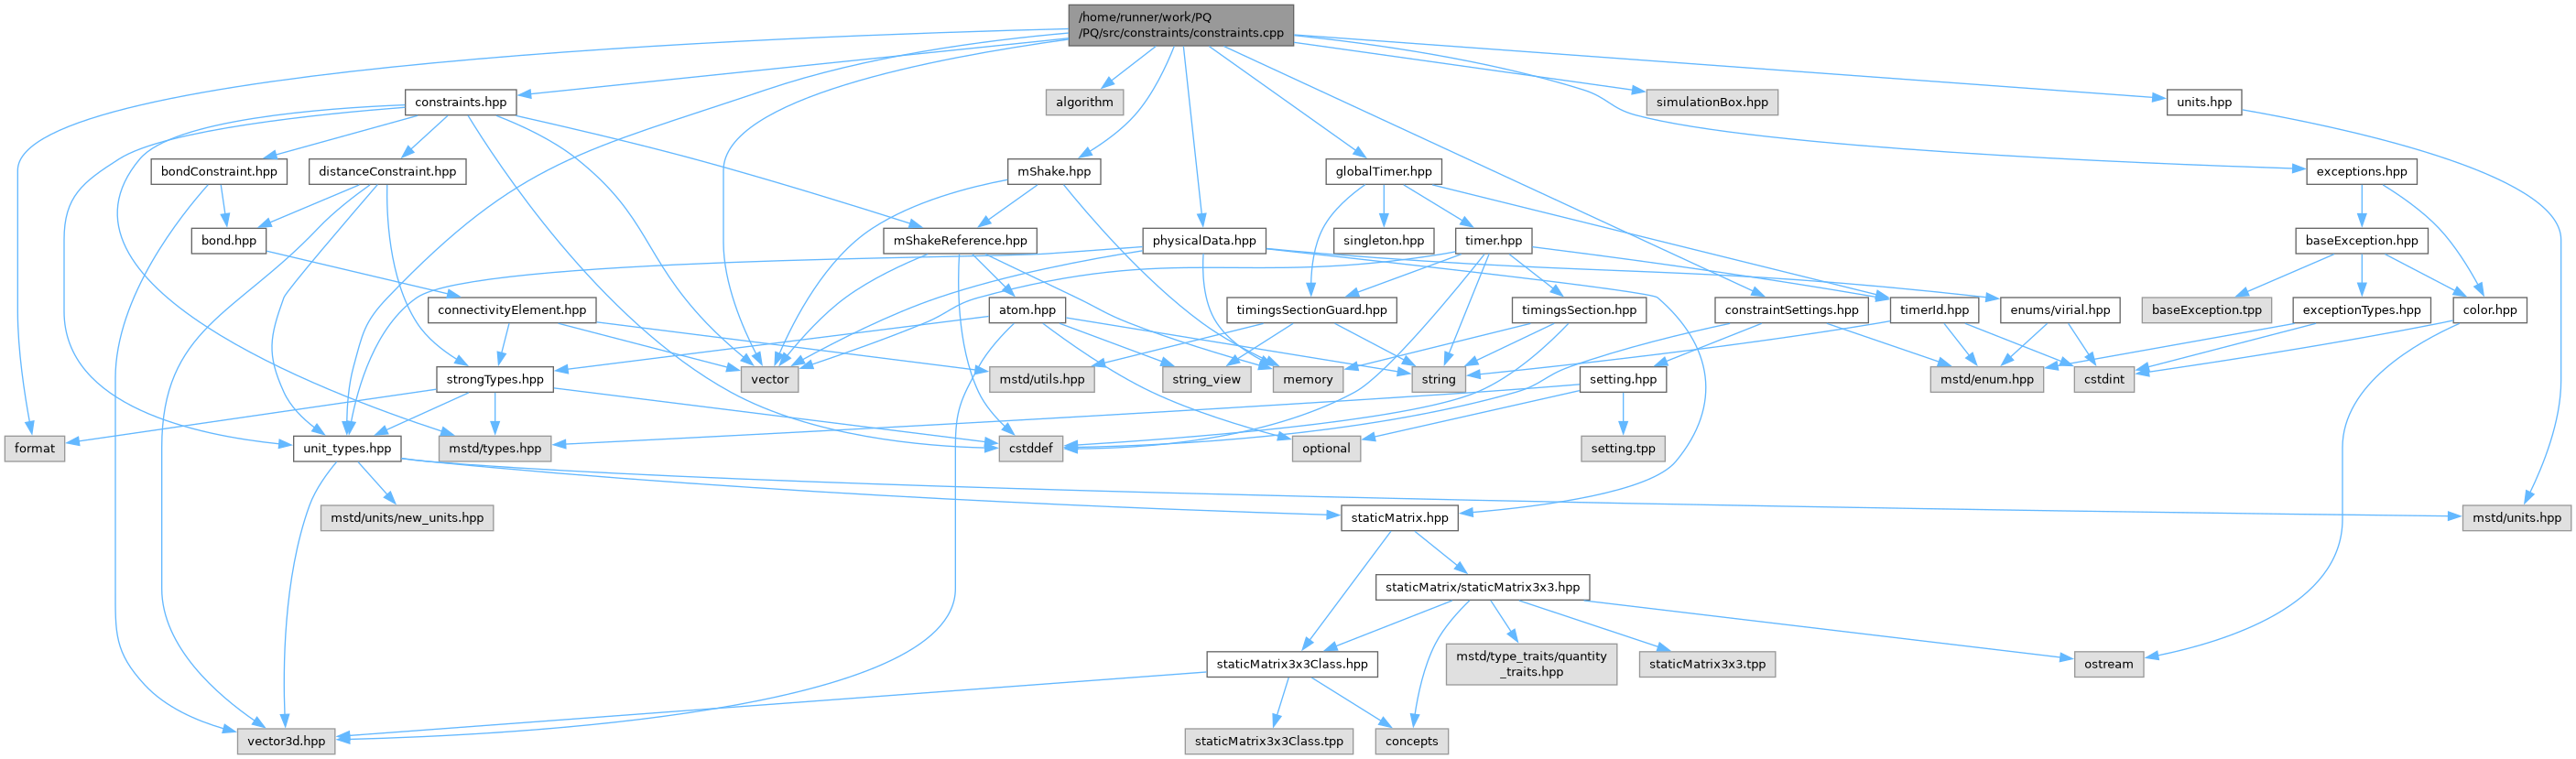 /home/runner/work/PQ
/PQ/src/constraints/constraints.cpp
constraints.hpp
algorithm
simulationBox.hpp
units.hpp
bondConstraint.hpp
distanceConstraint.hpp
mShake.hpp
globalTimer.hpp
exceptions.hpp
bond.hpp
mShakeReference.hpp
physicalData.hpp
singleton.hpp
timer.hpp
baseException.hpp
connectivityElement.hpp
atom.hpp
timingsSectionGuard.hpp
timingsSection.hpp
constraintSettings.hpp
timerId.hpp
enums/virial.hpp
baseException.tpp
exceptionTypes.hpp
color.hpp
strongTypes.hpp
vector
mstd/utils.hpp
string_view
memory
string
setting.hpp
mstd/enum.hpp
cstdint
format
unit_types.hpp
mstd/types.hpp
cstddef
optional
setting.tpp
mstd/units/new_units.hpp
staticMatrix.hpp
mstd/units.hpp
staticMatrix/staticMatrix3x3.hpp
staticMatrix3x3Class.hpp
mstd/type_traits/quantity
_traits.hpp
staticMatrix3x3.tpp
ostream
vector3d.hpp
staticMatrix3x3Class.tpp
concepts